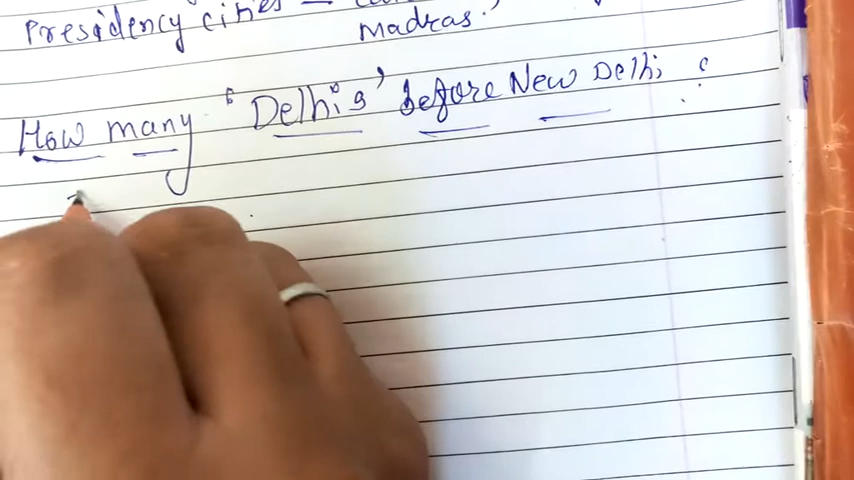 Presidency cities –
Madras.
How many 'Delhis' before New Delhi ?